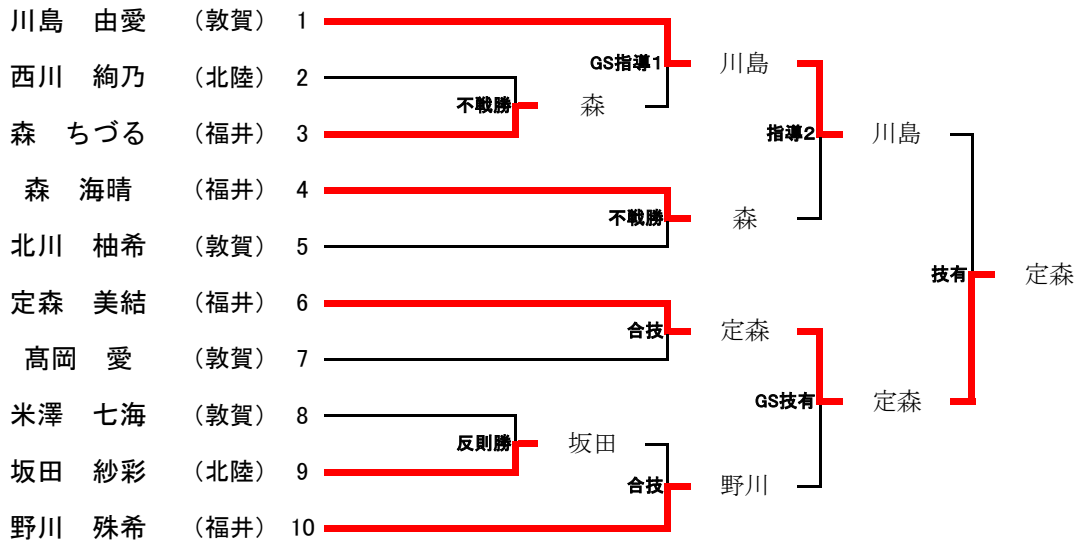 川島 由愛 (敦賀) 1
GS指導1 川島
西川 絢乃 (北陸) 2
不戦勝 森
森 ちづる (福井) 3
指導2 川島
森 海晴 (福井) 4
不戦勝 森
北川 柚希 (敦賀) 5
技有 定森
定森 美結 (福井) 6
合技 定森
髙岡 愛 (敦賀) 7
GS技有 定森
米澤 七海 (敦賀) 8
反則勝 坂田
坂田 紗彩 (北陸) 9
合技 野川
野川 殊希 (福井) 10